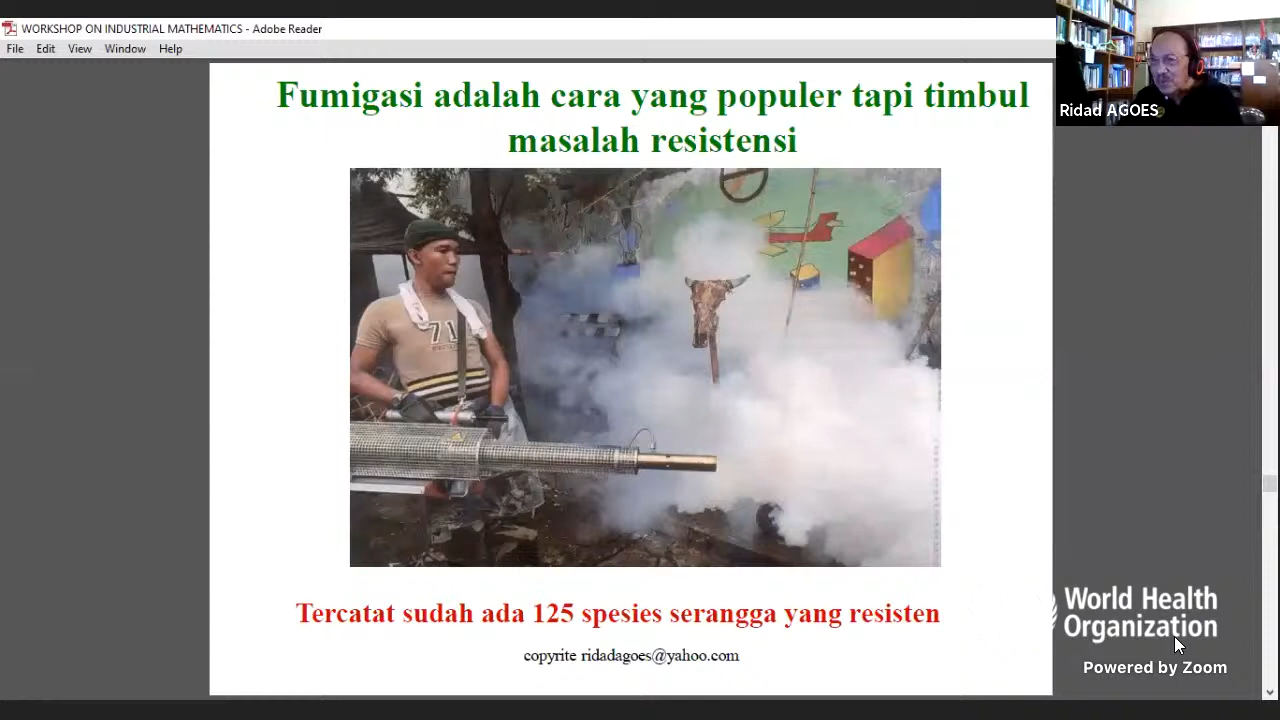 WORKSHOP ON INDUSTRIAL MATHEMATICS - Adobe Reader
File Edit View Window Help
Ridad AGOES
Fumigasi adalah cara yang populer tapi timbul
masalah resistensi
71
Tercatat sudah ada 125 spesies serangga yang resisten
copyrite ridadagoes@yahoo.com
World Health
Organization
Powered by Zoom